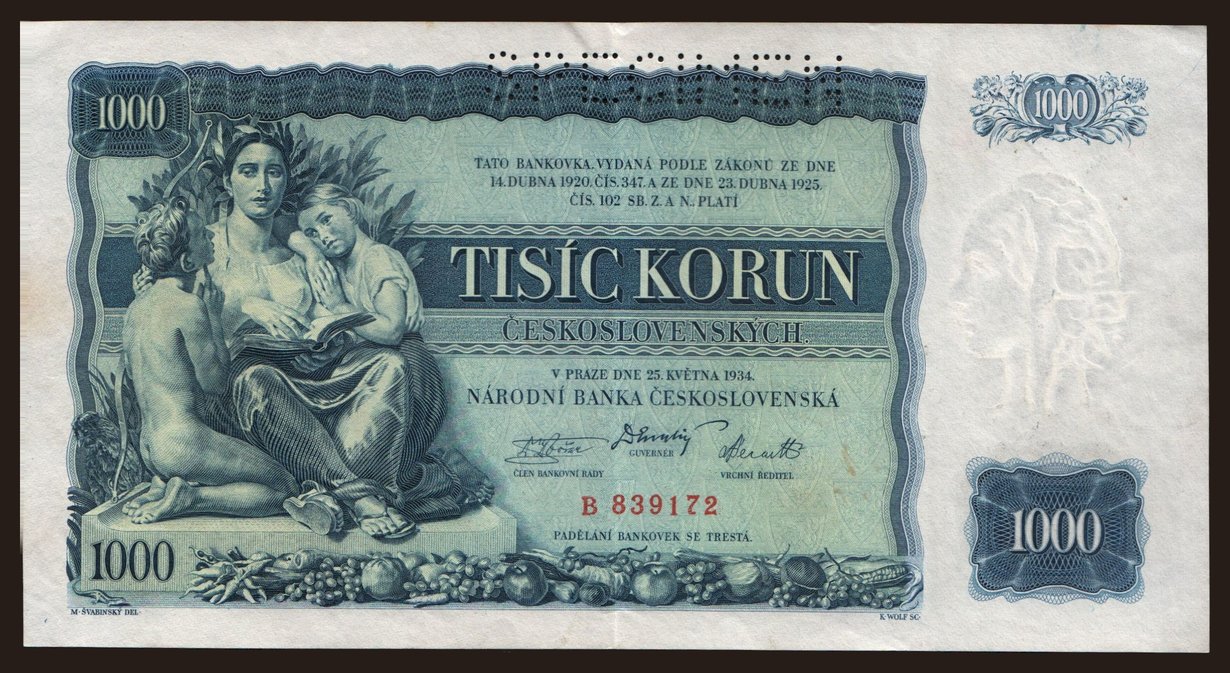 SPECIMEN
1000
1000
TATO BANKOVKA. VYDANÁ PODLE ZÁKONŮ ZE DNE
14. DUBNA 1920. ČÍS. 347. A ZE DNE 23. DUBNA 1925.
ČÍS. 102 SB. Z. A N. PLATÍ
TISÍC KORUN
ČESKOSLOVENSKÝCH.
V PRAZE DNE 25. KVĚTNA 1934.
NÁRODNÍ BANKA ČESKOSLOVENSKÁ
ČLEN BANKOVNÍ RADY
GUVERNÉR
VRCHNÍ ŘEDITEL
B 839172
PADĚLÁNÍ BANKOVEK SE TRESTÁ.
1000
1000
M. ŠVABINSKÝ DEL.
K. WOLF SC.